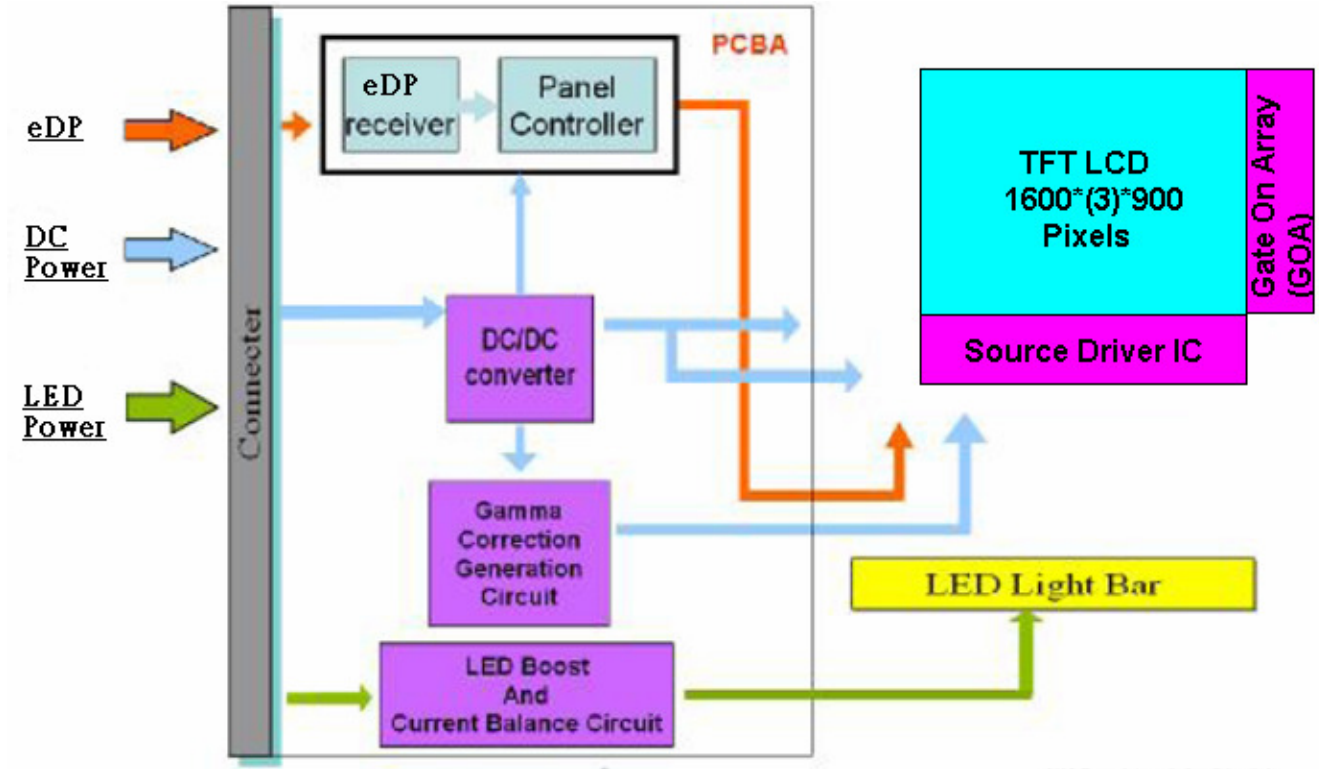 PCBA
eDP
receiver
Panel
Controller
eDP
DC
Power
LED
Power
Connecter
DC/DC
converter
Gamma
Correction
Generation
Circuit
LED Boost
And
Current Balance Circuit
TFT LCD
1600*(3)*900
Pixels
Gate On Array
(GOA)
Source Driver IC
LED Light Bar